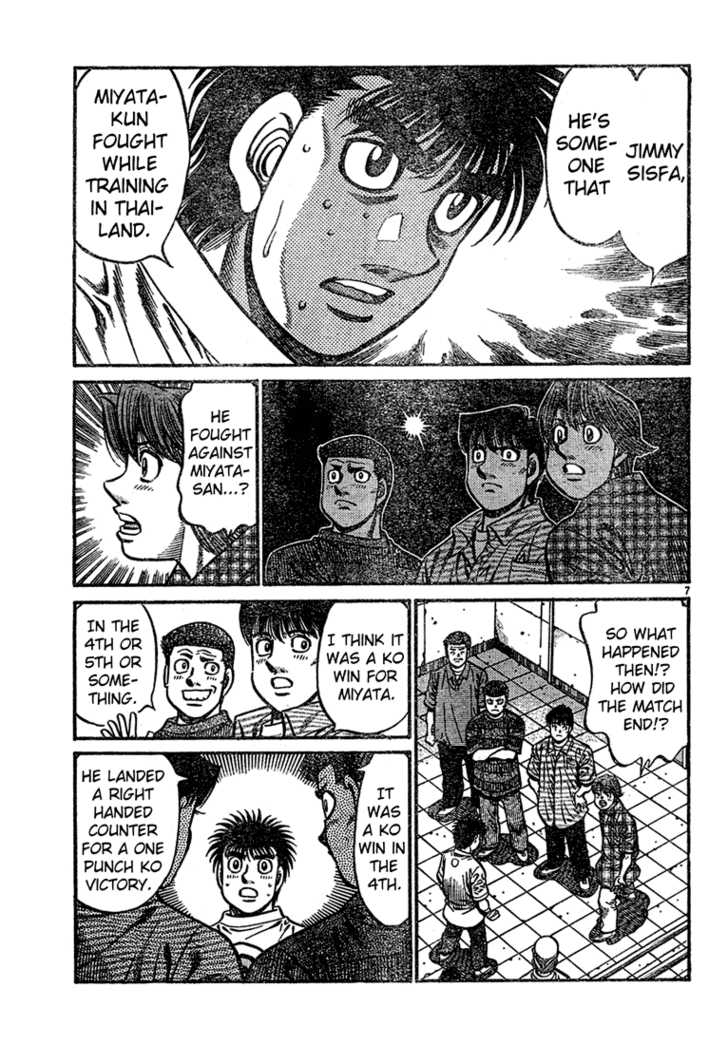 JIMMY
SISFA,
HE'S
SOME-
ONE
THAT
MIYATA-
KUN
FOUGHT
WHILE
TRAINING
IN THAI-
LAND.
HE
FOUGHT
AGAINST
MIYATA-
SAN...?
7
SO WHAT
HAPPENED
THEN!?
HOW DID
THE MATCH
END!?
I THINK IT
WAS A KO
WIN FOR
MIYATA.
IN THE
4TH OR
5TH OR
SOME-
THING.
IT
WAS
A KO
WIN IN
THE
4TH.
HE LANDED
A RIGHT
HANDED
COUNTER
FOR A ONE
PUNCH KO
VICTORY.